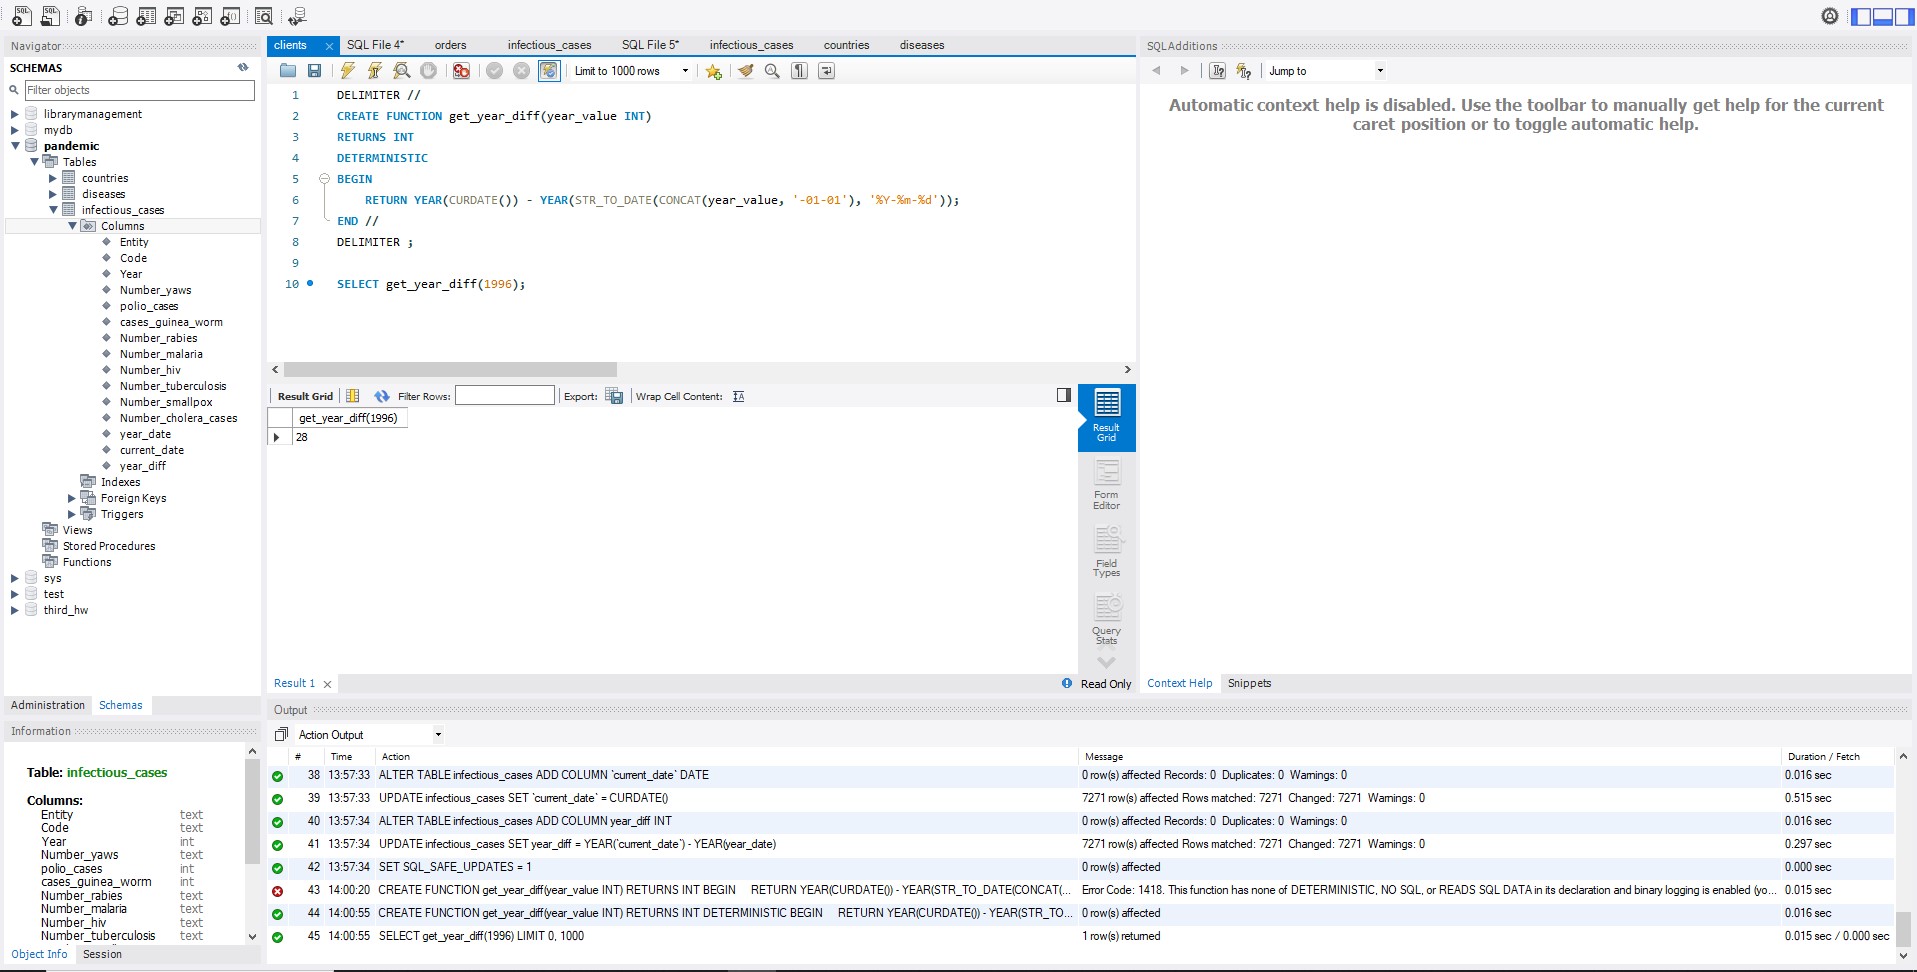 Navigator
SCHEMAS
Filter objects
librarymanagement
mydb
pandemic
Tables
countries
diseases
infectious_cases
Columns
Entity
Code
Year
Number_yaws
polio_cases
cases_guinea_worm
Number_rabies
Number_malaria
Number_hiv
Number_tuberculosis
Number_smallpox
Number_cholera_cases
year_date
current_date
year_diff
Indexes
Foreign Keys
Triggers
Views
Stored Procedures
Functions
sys
test
third_hw
Administration Schemas
Information
Table: infectious_cases
Columns:
Entity text
Code text
Year int
Number_yaws text
polio_cases int
cases_guinea_worm int
Number_rabies text
Number_malaria text
Number_hiv text
Number_tuberculosis text
Object Info Session
clients SQL File 4* orders infectious_cases SQL File 5* infectious_cases countries diseases
Limit to 1000 rows
1 DELIMITER //
2 CREATE FUNCTION get_year_diff(year_value INT)
3 RETURNS INT
4 DETERMINISTIC
5 BEGIN
6 RETURN YEAR(CURDATE()) - YEAR(STR_TO_DATE(CONCAT(year_value, '-01-01'), '%Y-%m-%d'));
7 END //
8 DELIMITER ;
9
10 SELECT get_year_diff(1996);
Result Grid Filter Rows: Export: Wrap Cell Content:
get_year_diff(1996)
28
Result Grid
Form Editor
Field Types
Query Stats
Result 1 Read Only
SQLAdditions
Jump to
Automatic context help is disabled. Use the toolbar to manually get help for the current
caret position or to toggle automatic help.
Context Help Snippets
Output
Action Output
# Time Action Message Duration / Fetch
38 13:57:33 ALTER TABLE infectious_cases ADD COLUMN `current_date` DATE 0 row(s) affected Records: 0 Duplicates: 0 Warnings: 0 0.016 sec
39 13:57:33 UPDATE infectious_cases SET `current_date` = CURDATE() 7271 row(s) affected Rows matched: 7271 Changed: 7271 Warnings: 0 0.515 sec
40 13:57:34 ALTER TABLE infectious_cases ADD COLUMN year_diff INT 0 row(s) affected Records: 0 Duplicates: 0 Warnings: 0 0.016 sec
41 13:57:34 UPDATE infectious_cases SET year_diff = YEAR(`current_date`) - YEAR(year_date) 7271 row(s) affected Rows matched: 7271 Changed: 7271 Warnings: 0 0.297 sec
42 13:57:34 SET SQL_SAFE_UPDATES = 1 0 row(s) affected 0.000 sec
43 14:00:20 CREATE FUNCTION get_year_diff(year_value INT) RETURNS INT BEGIN RETURN YEAR(CURDATE()) - YEAR(STR_TO_DATE(CONCAT(... Error Code: 1418. This function has none of DETERMINISTIC, NO SQL, or READS SQL DATA in its declaration and binary logging is enabled (yo... 0.015 sec
44 14:00:55 CREATE FUNCTION get_year_diff(year_value INT) RETURNS INT DETERMINISTIC BEGIN RETURN YEAR(CURDATE()) - YEAR(STR_TO... 0 row(s) affected 0.016 sec
45 14:00:55 SELECT get_year_diff(1996) LIMIT 0, 1000 1 row(s) returned 0.015 sec / 0.000 sec